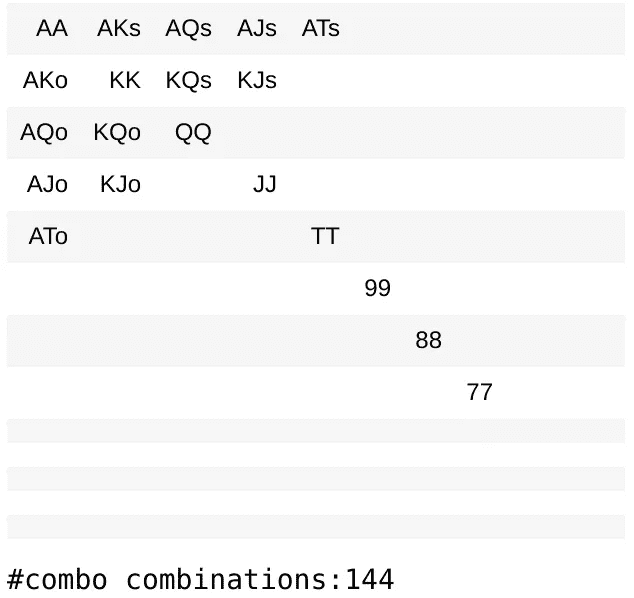 AA AKs AQs AJs ATs
AKo KK KQs KJs
AQo KQo QQ
AJo KJo JJ
ATo TT
99
88
77
#combo combinations:144